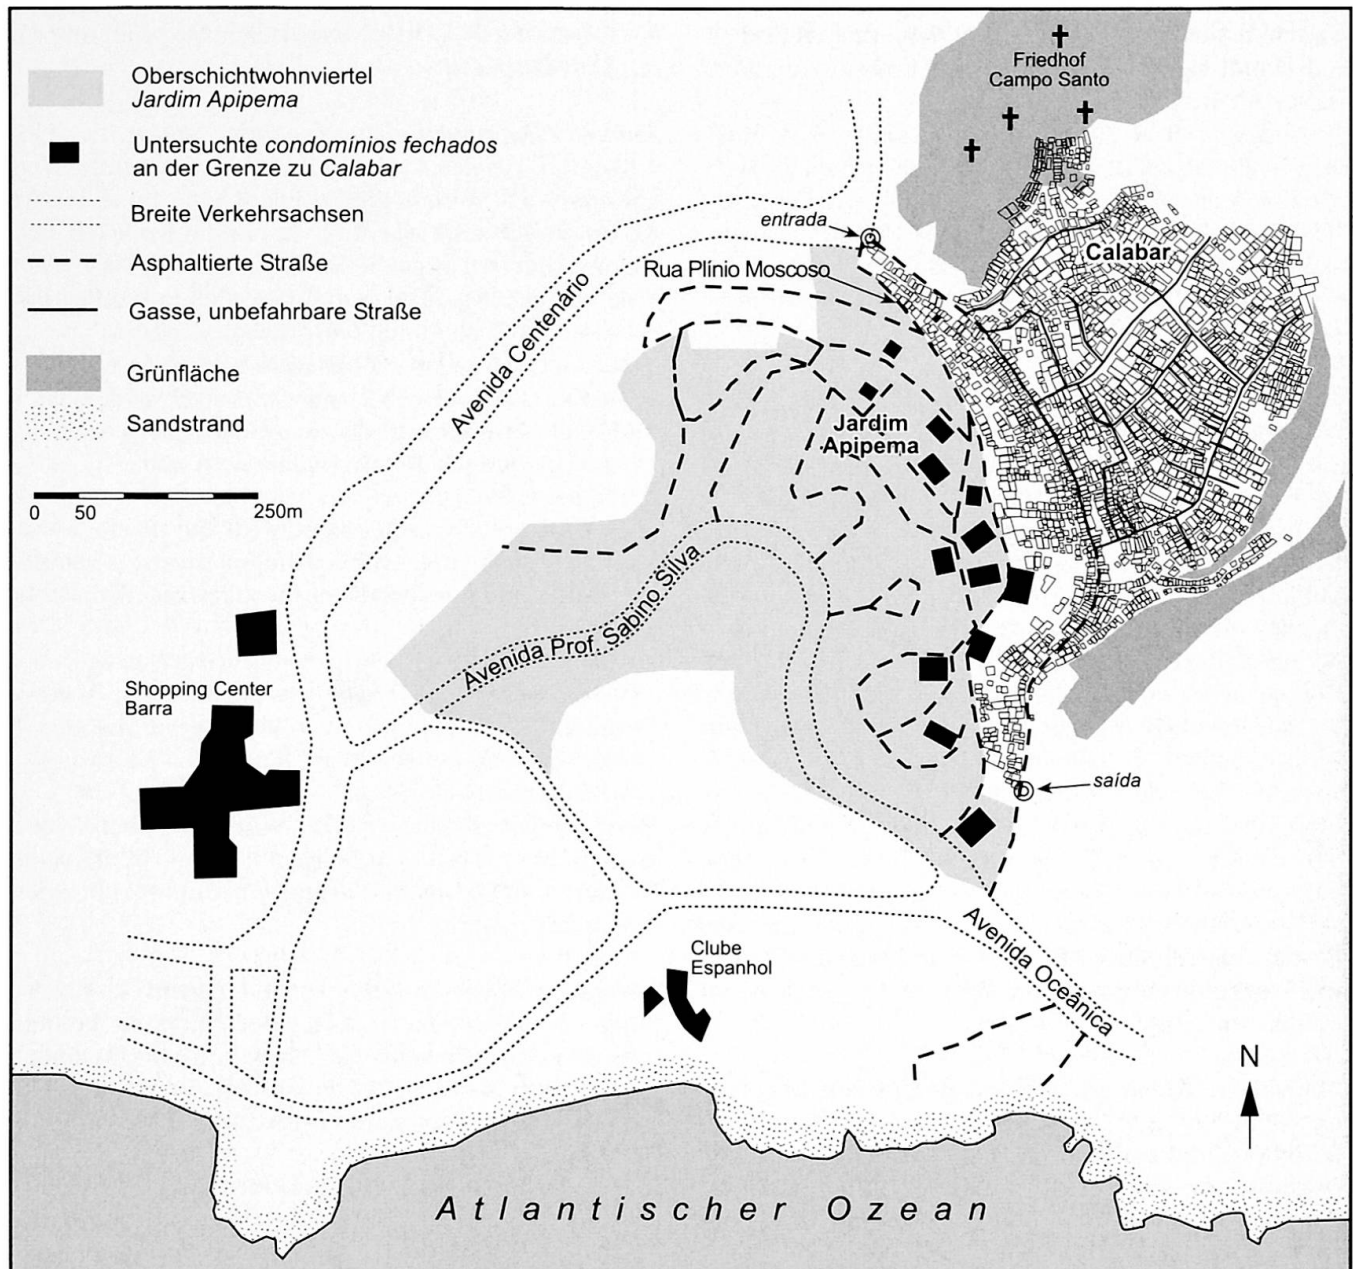 Oberschichtwohnviertel
Jardim Apipema
Untersuchte condomínios fechados
an der Grenze zu Calabar
Breite Verkehrsachsen
Asphaltierte Straße
Gasse, unbefahrbare Straße
Grünfläche
Sandstrand
0 50 250m
Friedhof
Campo Santo
entrada
Calabar
Rua Plínio Moscoso
Avenida Centenário
Jardim
Apipema
Avenida Prof. Sabino Silva
Shopping Center
Barra
saída
Avenida Oceânica
Clube
Espanhol
N
Atlantischer Ozean